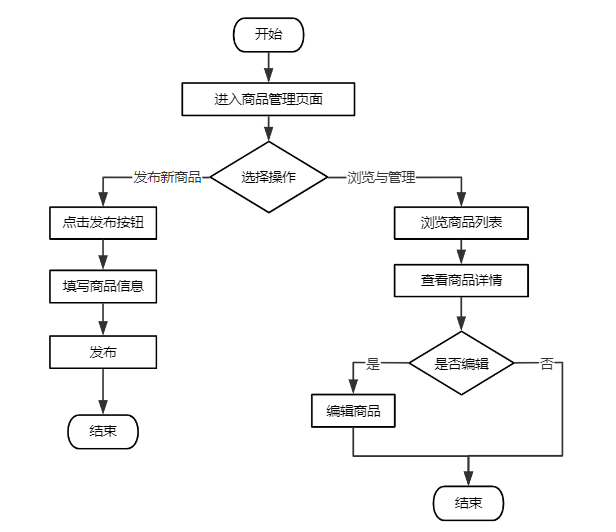 开始
进入商品管理页面
选择操作
发布新商品
浏览与管理
点击发布按钮
浏览商品列表
填写商品信息
查看商品详情
发布
是否编辑
是
否
编辑商品
结束
结束